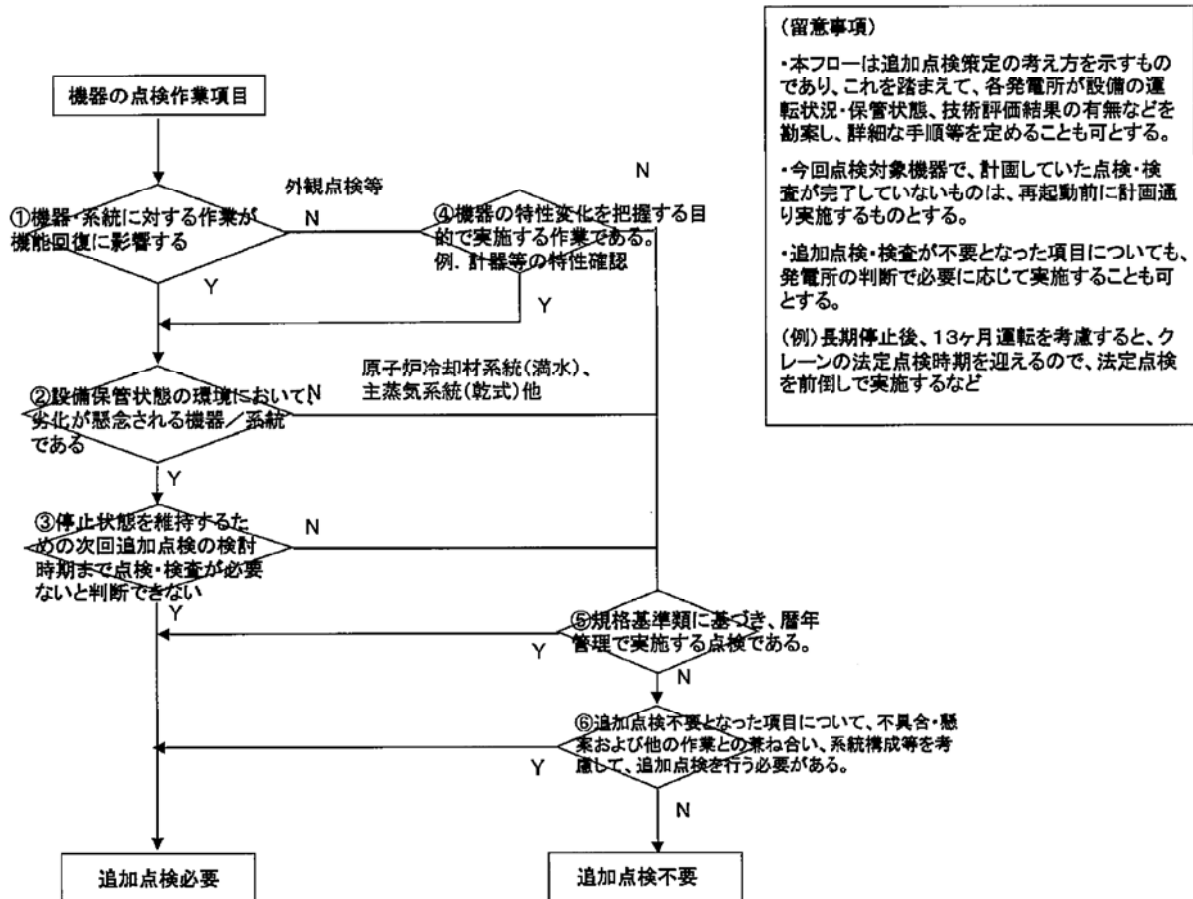 機器の点検作業項目
外観点検等
N
N
①機器・系統に対する作業が
機能回復に影響する
④機器の特性変化を把握する目
的で実施する作業である。
例. 計器等の特性確認
Y
Y
原子炉冷却材系統(満水)、
主蒸気系統(乾式)他
②設備保管状態の環境において、
劣化が懸念される機器/系統
である
N
Y
③停止状態を維持するた
めの次回追加点検の検討
時期まで点検・検査が必要
ないと判断できない
N
Y
⑤規格基準類に基づき、暦年
管理で実施する点検である。
Y
N
⑥追加点検不要となった項目について、不具合・懸
案および他の作業との兼ね合い、系統構成等を考
慮して、追加点検を行う必要がある。
Y
N
追加点検必要
追加点検不要
(留意事項)
・本フローは追加点検策定の考え方を示すもの
であり、これを踏まえて、各発電所が設備の運
転状況・保管状態、技術評価結果の有無などを
勘案し、詳細な手順等を定めることも可とする。
・今回点検対象機器で、計画していた点検・検
査が完了していないものは、再起動前に計画通
り実施するものとする。
・追加点検・検査が不要となった項目についても、
発電所の判断で必要に応じて実施することも可
とする。
(例)長期停止後、13ヶ月運転を考慮すると、ク
レーンの法定点検時期を迎えるので、法定点検
を前倒しで実施するなど